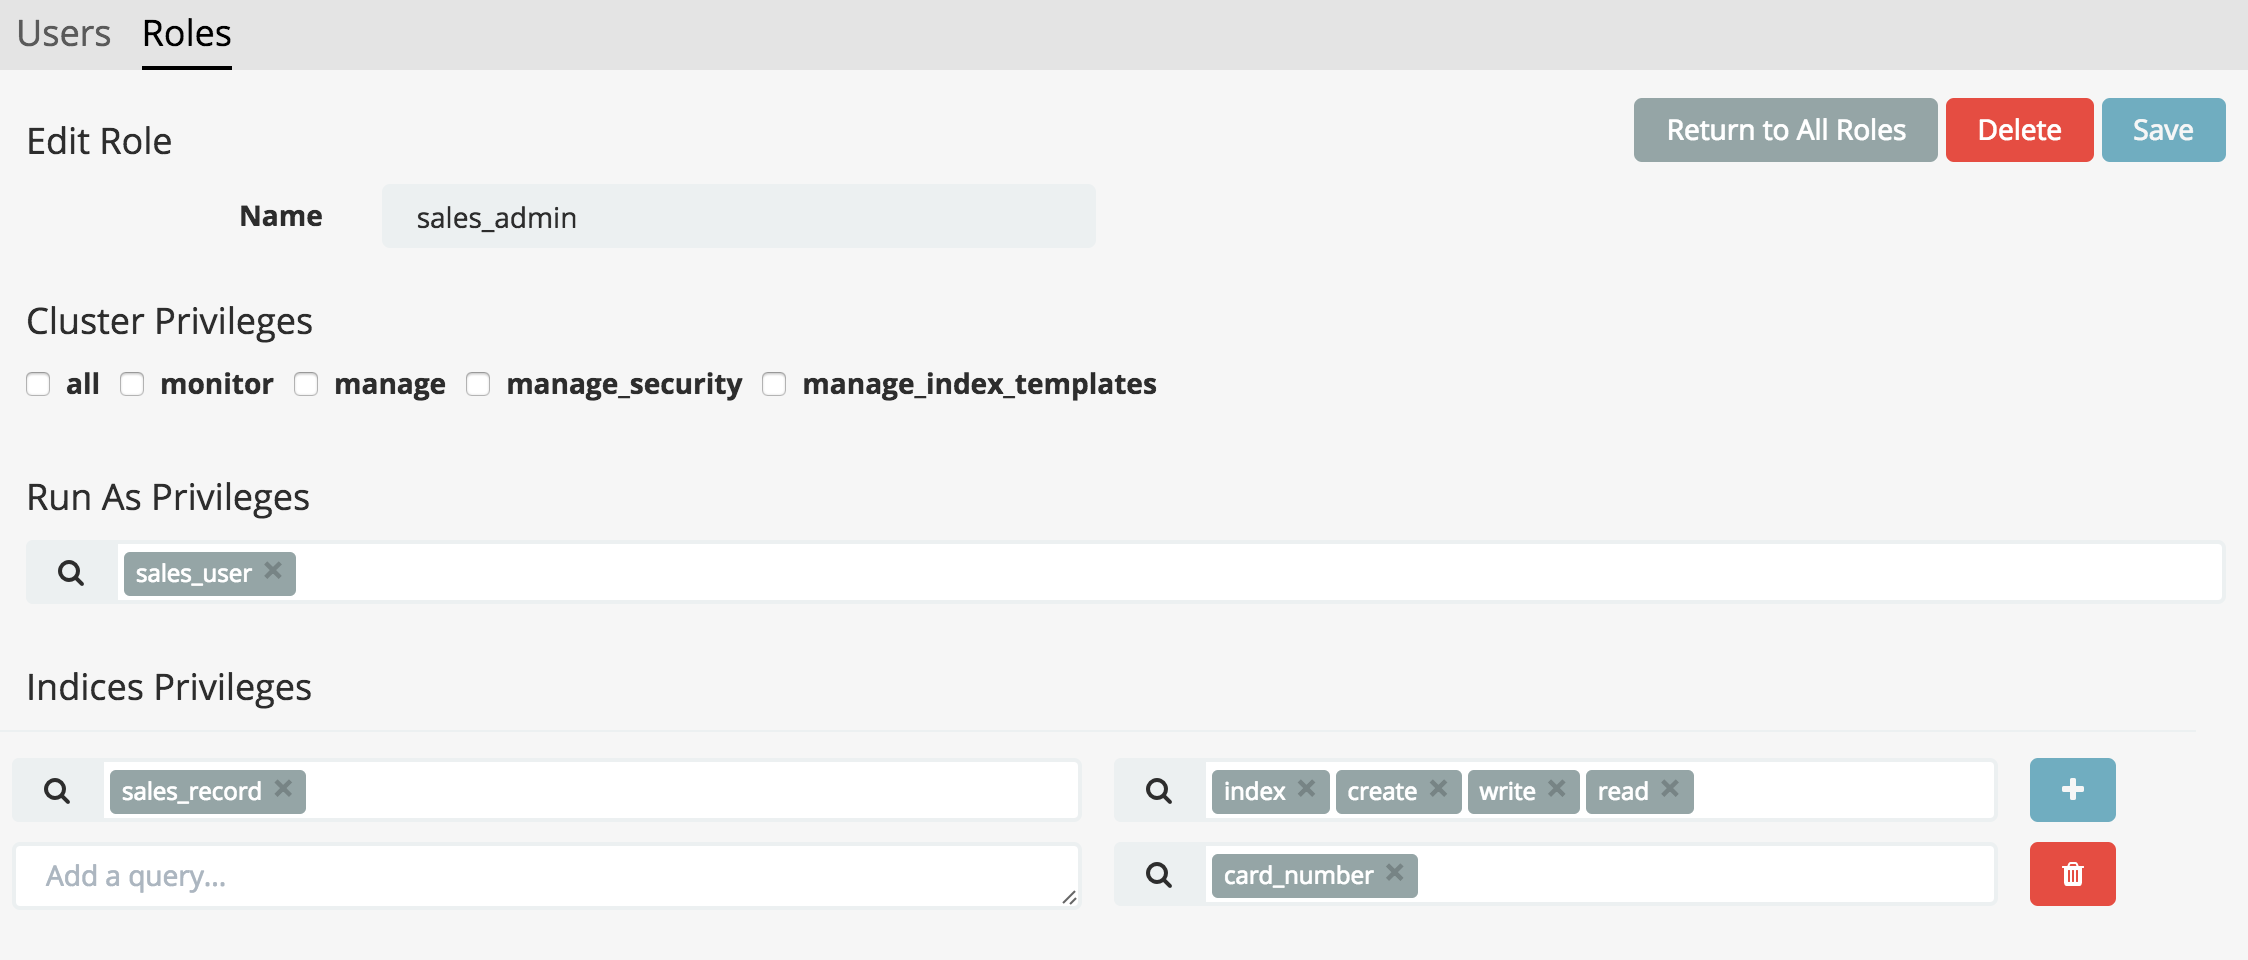 Users Roles
Edit Role
Return to All Roles Delete Save
Name sales_admin
Cluster Privileges
all monitor manage manage_security manage_index_templates
Run As Privileges
sales_user ×
Indices Privileges
sales_record × index × create × write × read × +
Add a query... card_number ×